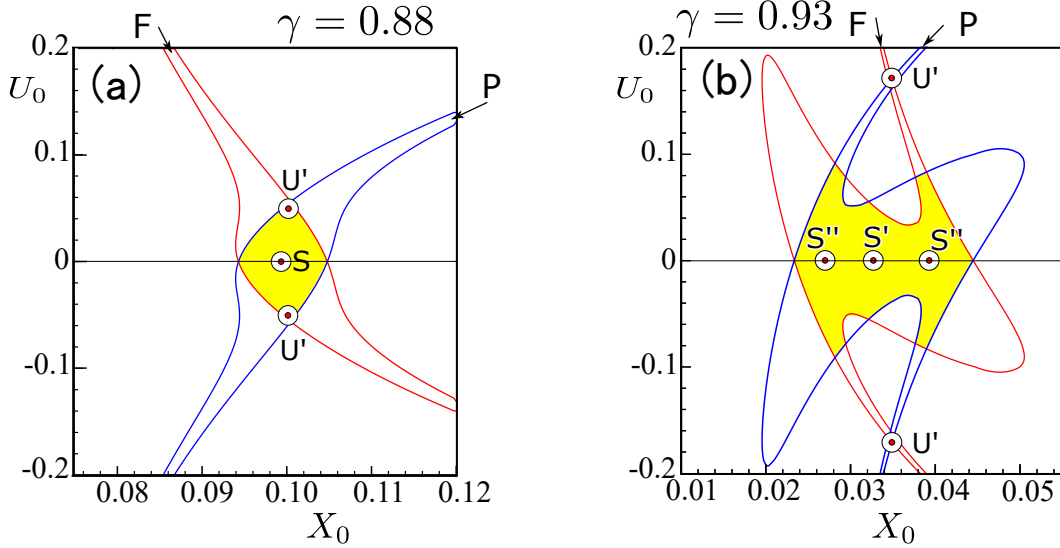 γ = 0.88
F
0.2
(a)
U₀
P
0.1
U'
0
S
U'
-0.1
-0.2
0.08 0.09 0.10 0.11 0.12
X₀
γ = 0.93
F P
0.2
(b)
U₀
U'
0.1
S'' S' S''
0
-0.1
U'
-0.2
0.01 0.02 0.03 0.04 0.05
X₀